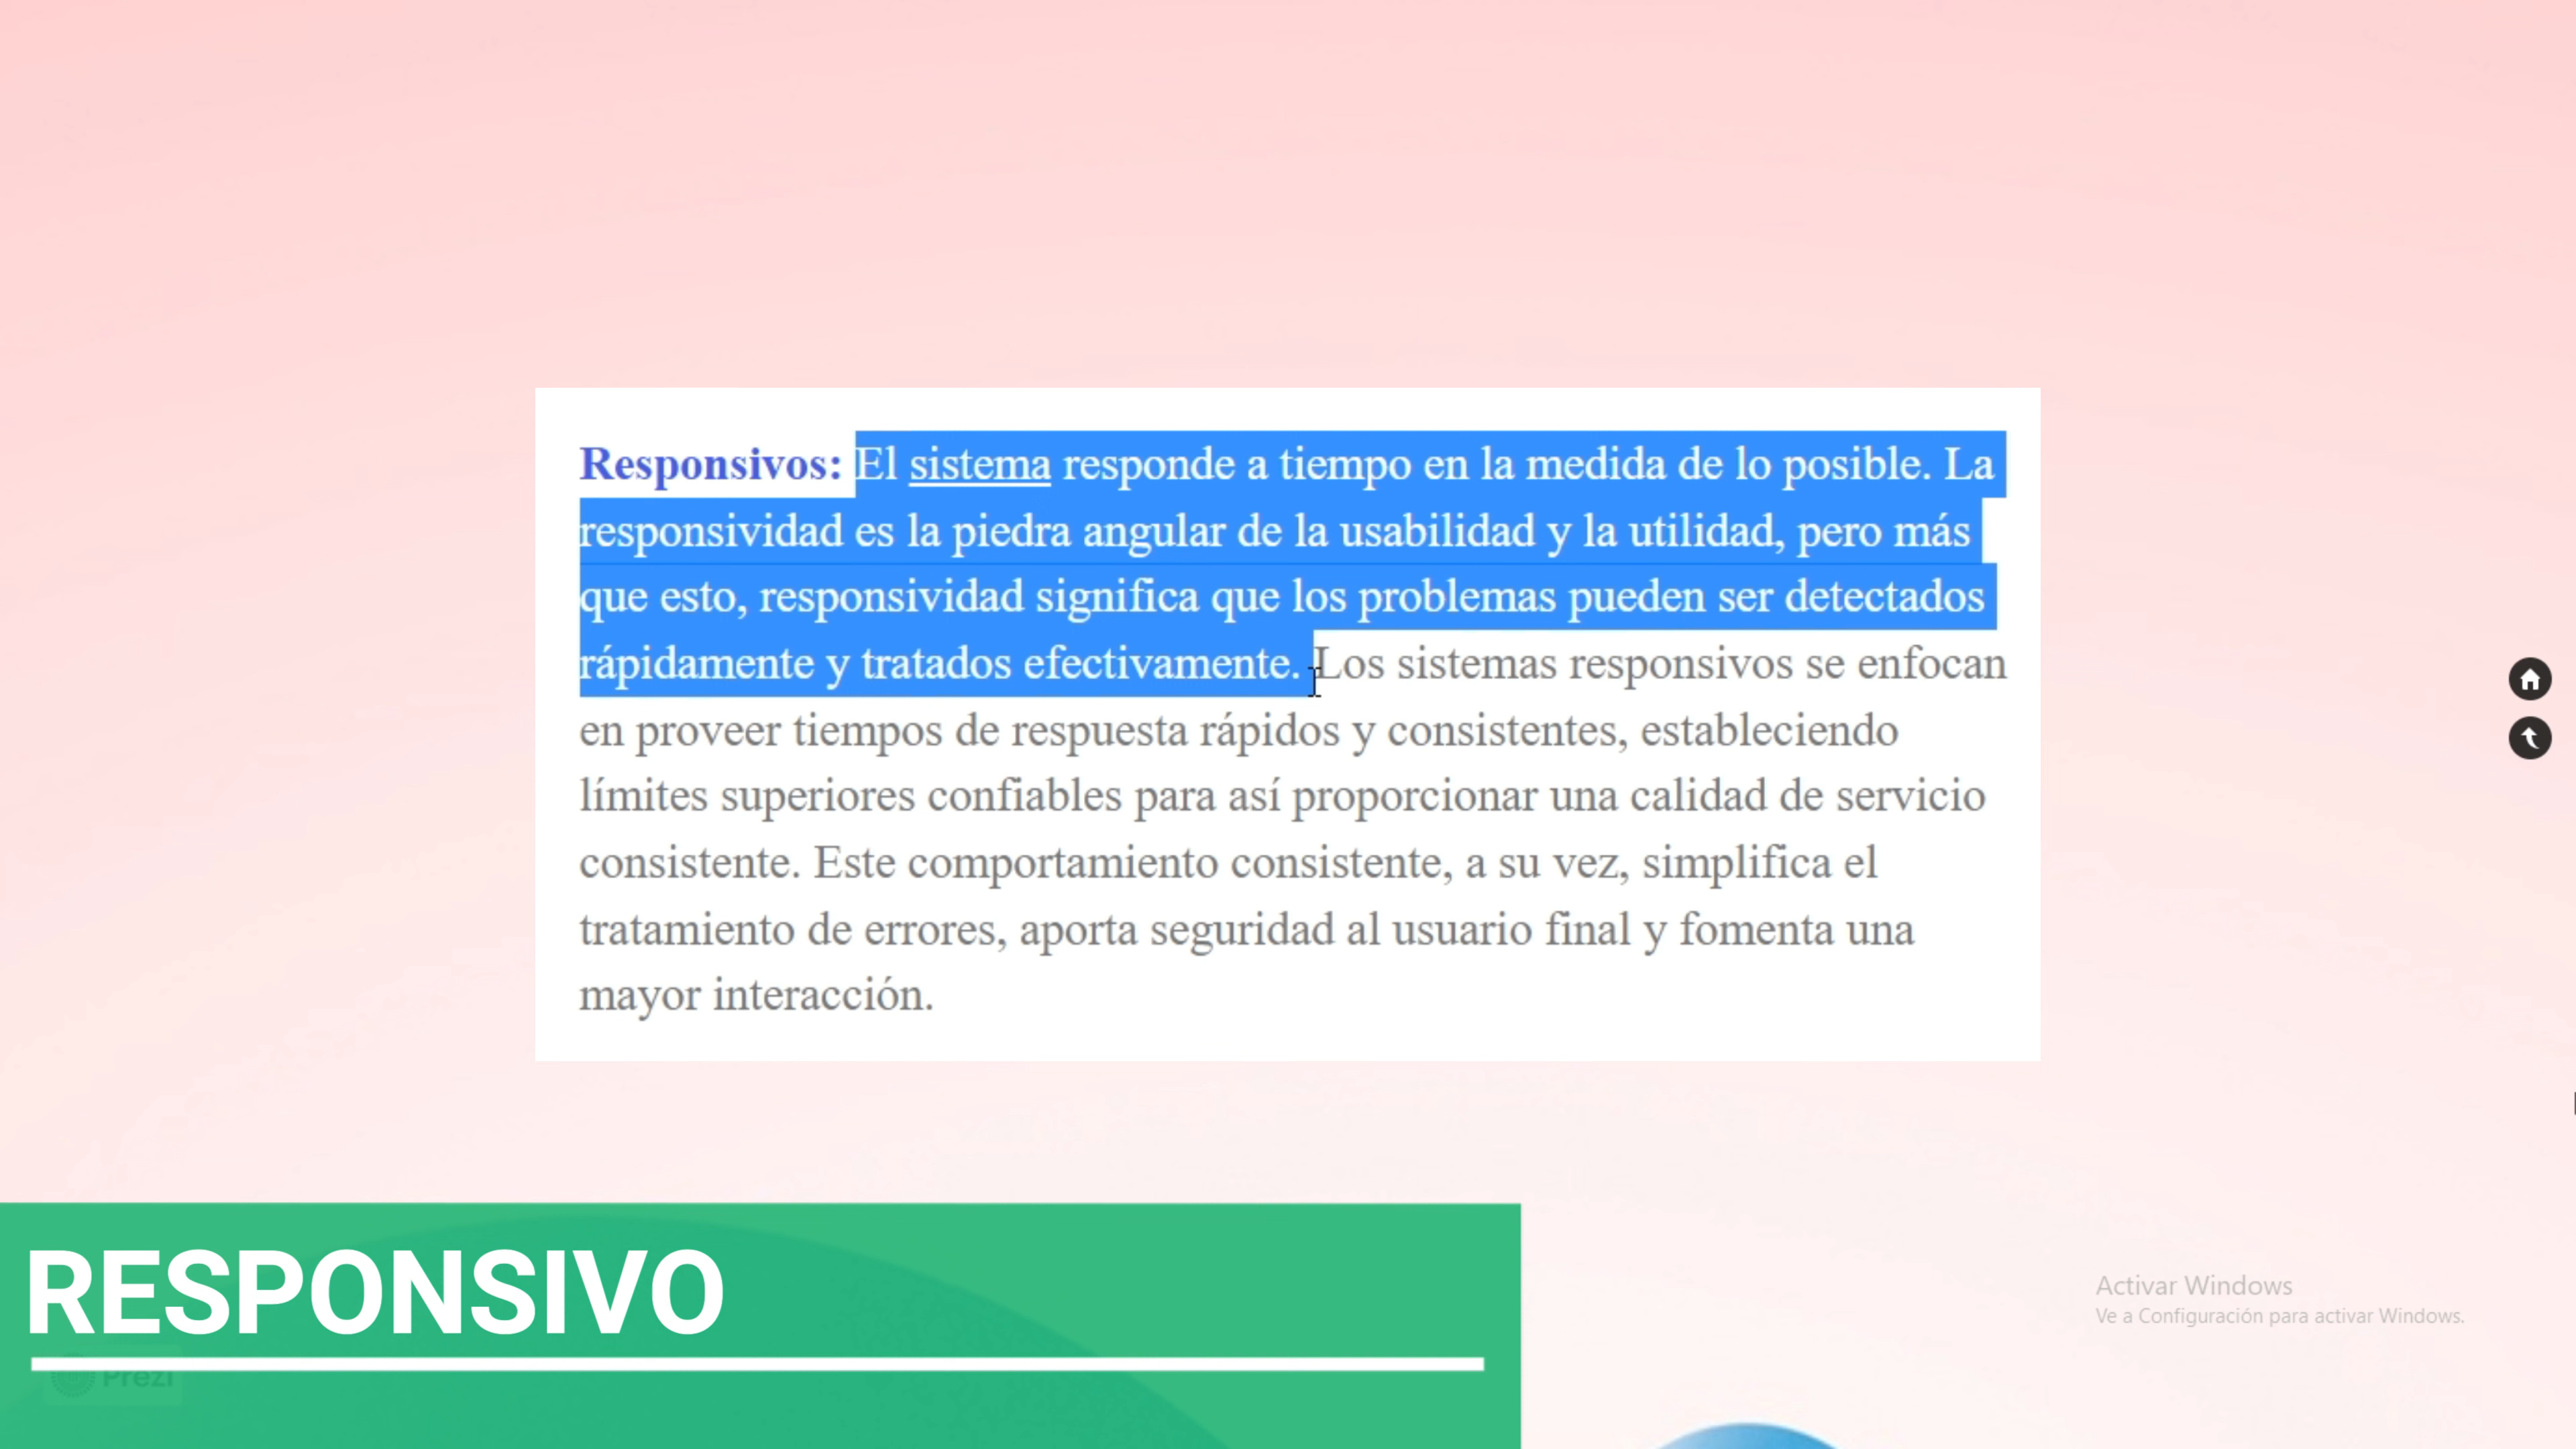 Responsivos: El sistema responde a tiempo en la medida de lo posible. La
responsividad es la piedra angular de la usabilidad y la utilidad, pero más
que esto, responsividad significa que los problemas pueden ser detectados
rápidamente y tratados efectivamente. Los sistemas responsivos se enfocan
en proveer tiempos de respuesta rápidos y consistentes, estableciendo
límites superiores confiables para así proporcionar una calidad de servicio
consistente. Este comportamiento consistente, a su vez, simplifica el
tratamiento de errores, aporta seguridad al usuario final y fomenta una
mayor interacción.
RESPONSIVO
Prezi
Activar Windows
Ve a Configuración para activar Windows.